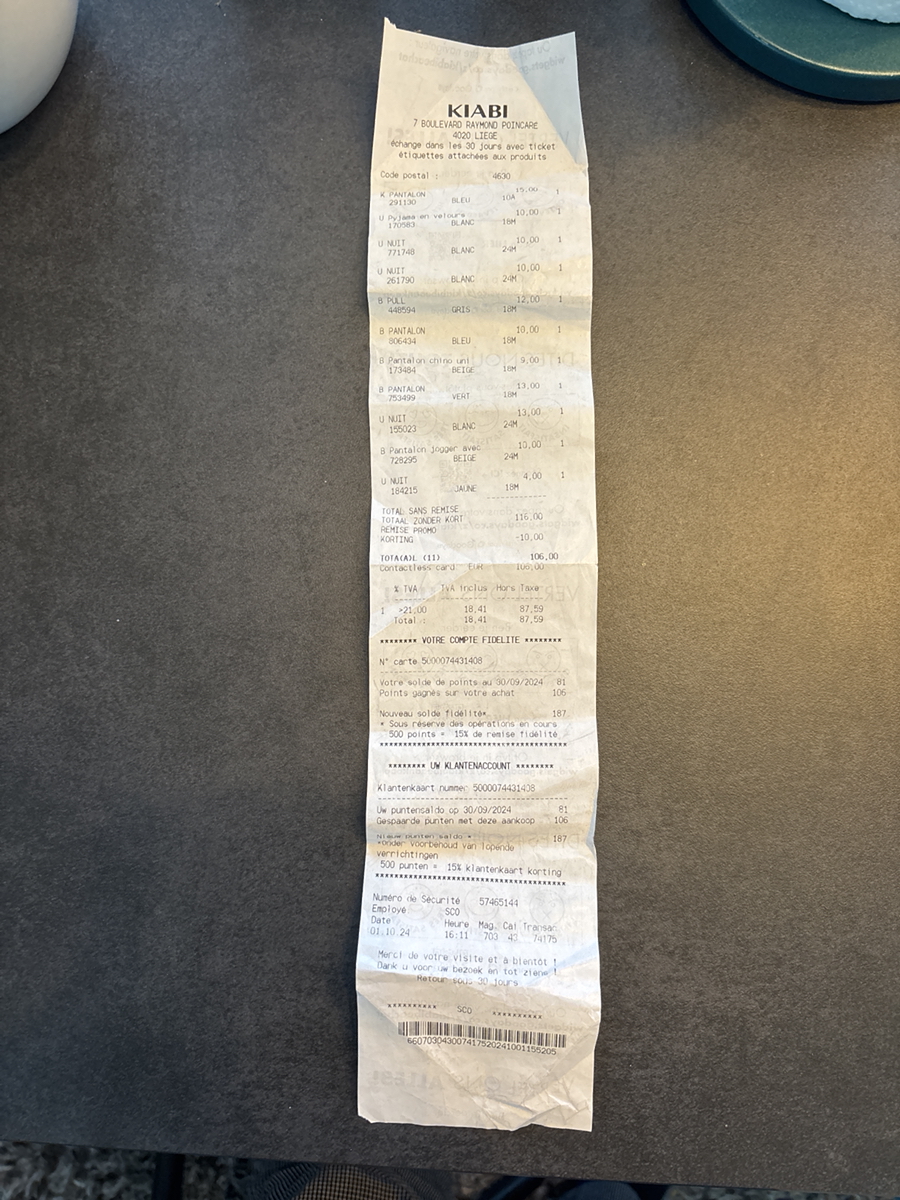 KIABI
7 BOULEVARD RAYMOND POINCARE
4020 LIEGE
échange dans les 30 jours avec ticket
étiquettes attachées aux produits
Code postal : 4630
K PANTALON 15,00 1
291130 BLEU 10A
U Pyjama en velours 10,00 1
170583 BLANC 18M
U NUIT 10,00 1
771748 BLANC 24M
U NUIT 10,00 1
261790 BLANC 24M
B PULL 12,00 1
448594 GRIS 18M
B PANTALON 10,00 1
806434 BLEU 18M
B Pantalon chino uni 9,00 1
173484 BEIGE 18M
B PANTALON 13,00 1
753499 VERT 18M
U NUIT 13,00 1
155023 BLANC 24M
B Pantalon jogger avec 10,00 1
728295 BEIGE 24M
U NUIT 4,00 1
184215 JAUNE 18M
TOTAL SANS REMISE
TOTAAL ZONDER KORT 116,00
REMISE PROMO
KORTING -10,00
TOTA(A)L (11) 106,00
Contactless card. EUR 106,00
% TVA TVA Inclus Hors Taxe
1 >21,00 18,41 87,59
Total : 18,41 87,59
******** VOTRE COMPTE FIDELITE ********
N° carte 5000074431408
Votre solde de points au 30/09/2024 81
Points gagnés sur votre achat 106
Nouveau solde fidélité* 187
* Sous réserve des opérations en cours
500 points = 15% de remise fidélité
****************************************
******** UW KLANTENACCOUNT ********
Klantenkaart nummer 5000074431408
Uw puntensaldo op 30/09/2024 81
Gespaarde punten met deze aankoop 106
Nieuw punten saldo * 187
*onder voorbehoud van lopende
verrichtingen
500 punten = 15% klantenkaart korting
****************************************
Numéro de Sécurité 57465144
Employé SCO
Date Heure Mag. Cai Transac
01.10.24 16:11 703 43 74175
Merci de votre visite et à bientôt !
Dank u voor uw bezoek en tot ziens !
Retour sous 30 jours
********** SCO **********
660703043007417520241001155205